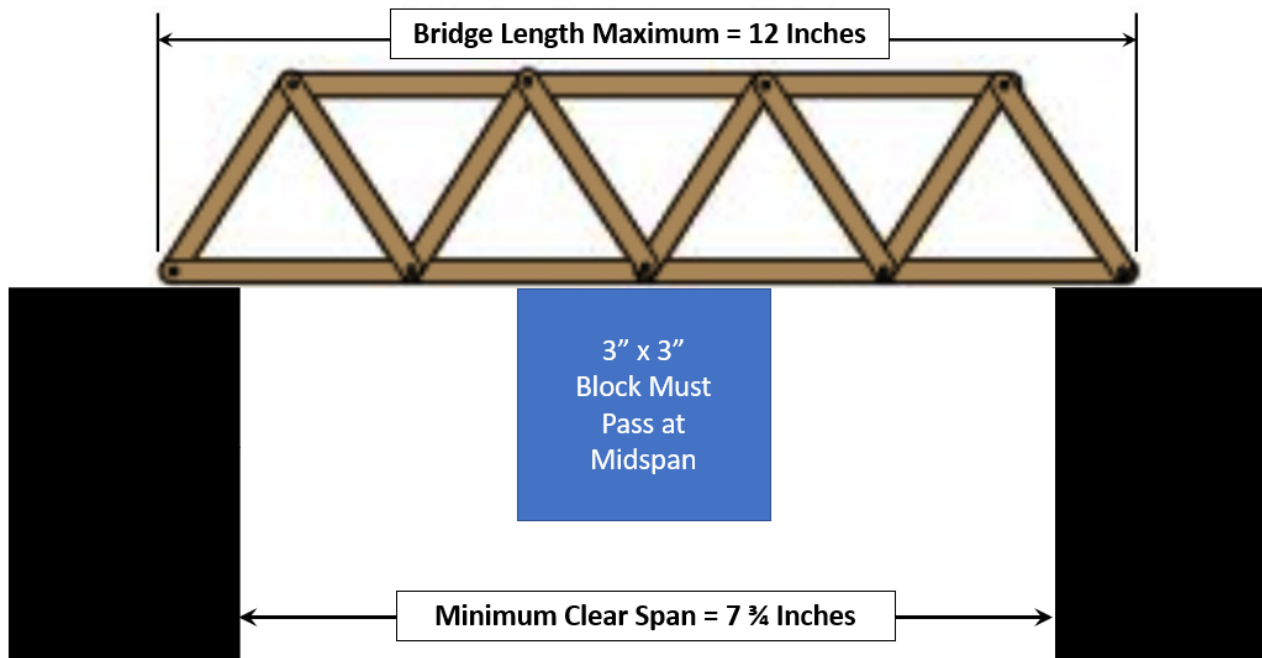 Bridge Length Maximum = 12 Inches
3” x 3”
Block Must
Pass at
Midspan
Minimum Clear Span = 7 ¾ Inches